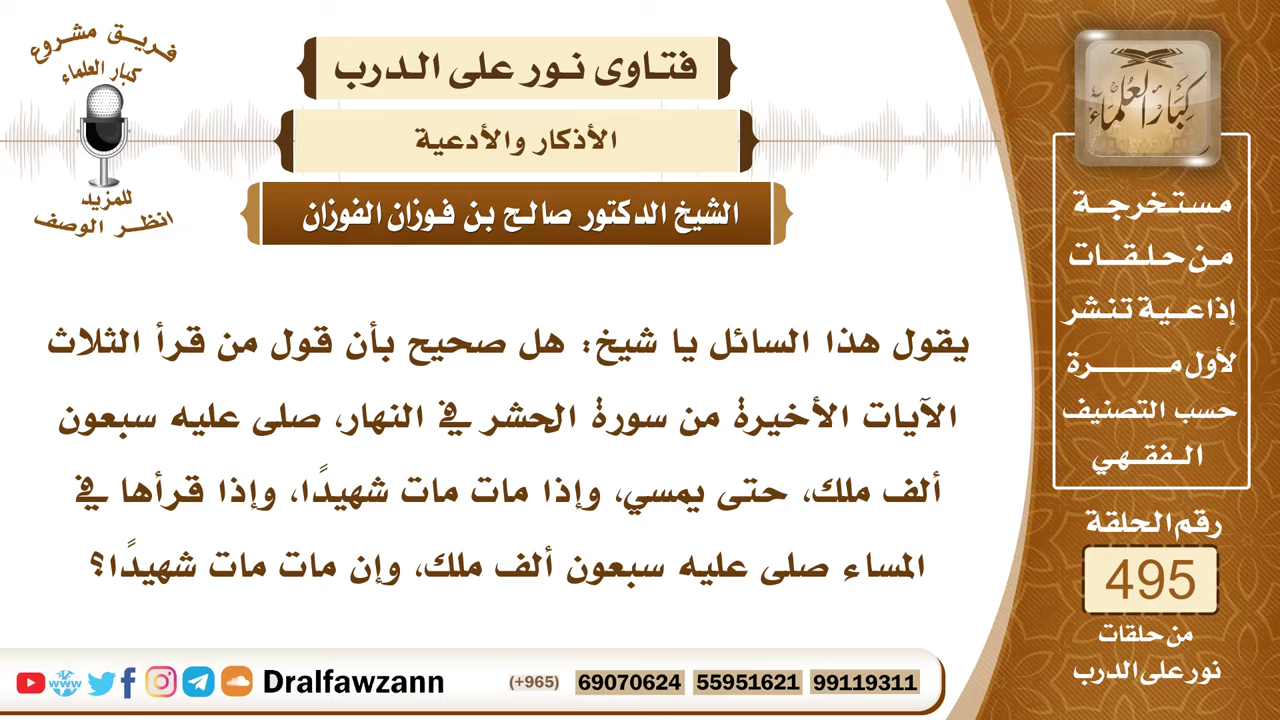 فريق مشروع
كبار العلماء
للمزيد
انظر الوصف
فتاوى نور على الدرب
الأذكار والأدعية
الشيخ الدكتور صالح بن فوزان الفوزان
يقول هذا السائل يا شيخ: هل صحيح بأن قول من قرأ الثلاث
الآيات الأخيرة من سورة الحشر في النهار، صلى عليه سبعون
ألف ملك، حتى يمسي، وإذا مات مات شهيدًا، وإذا قرأها في
المساء صلى عليه سبعون ألف ملك، وإن مات مات شهيدًا؟
كبار العلماء
مستخرجة
من حلقات
إذاعية تنشر
لأول مرة
حسب التصنيف
الفقهي
رقم الحلقة
495
من حلقات
نور على الدرب
www Dralfawzann (+965) 69070624 55951621 99119311